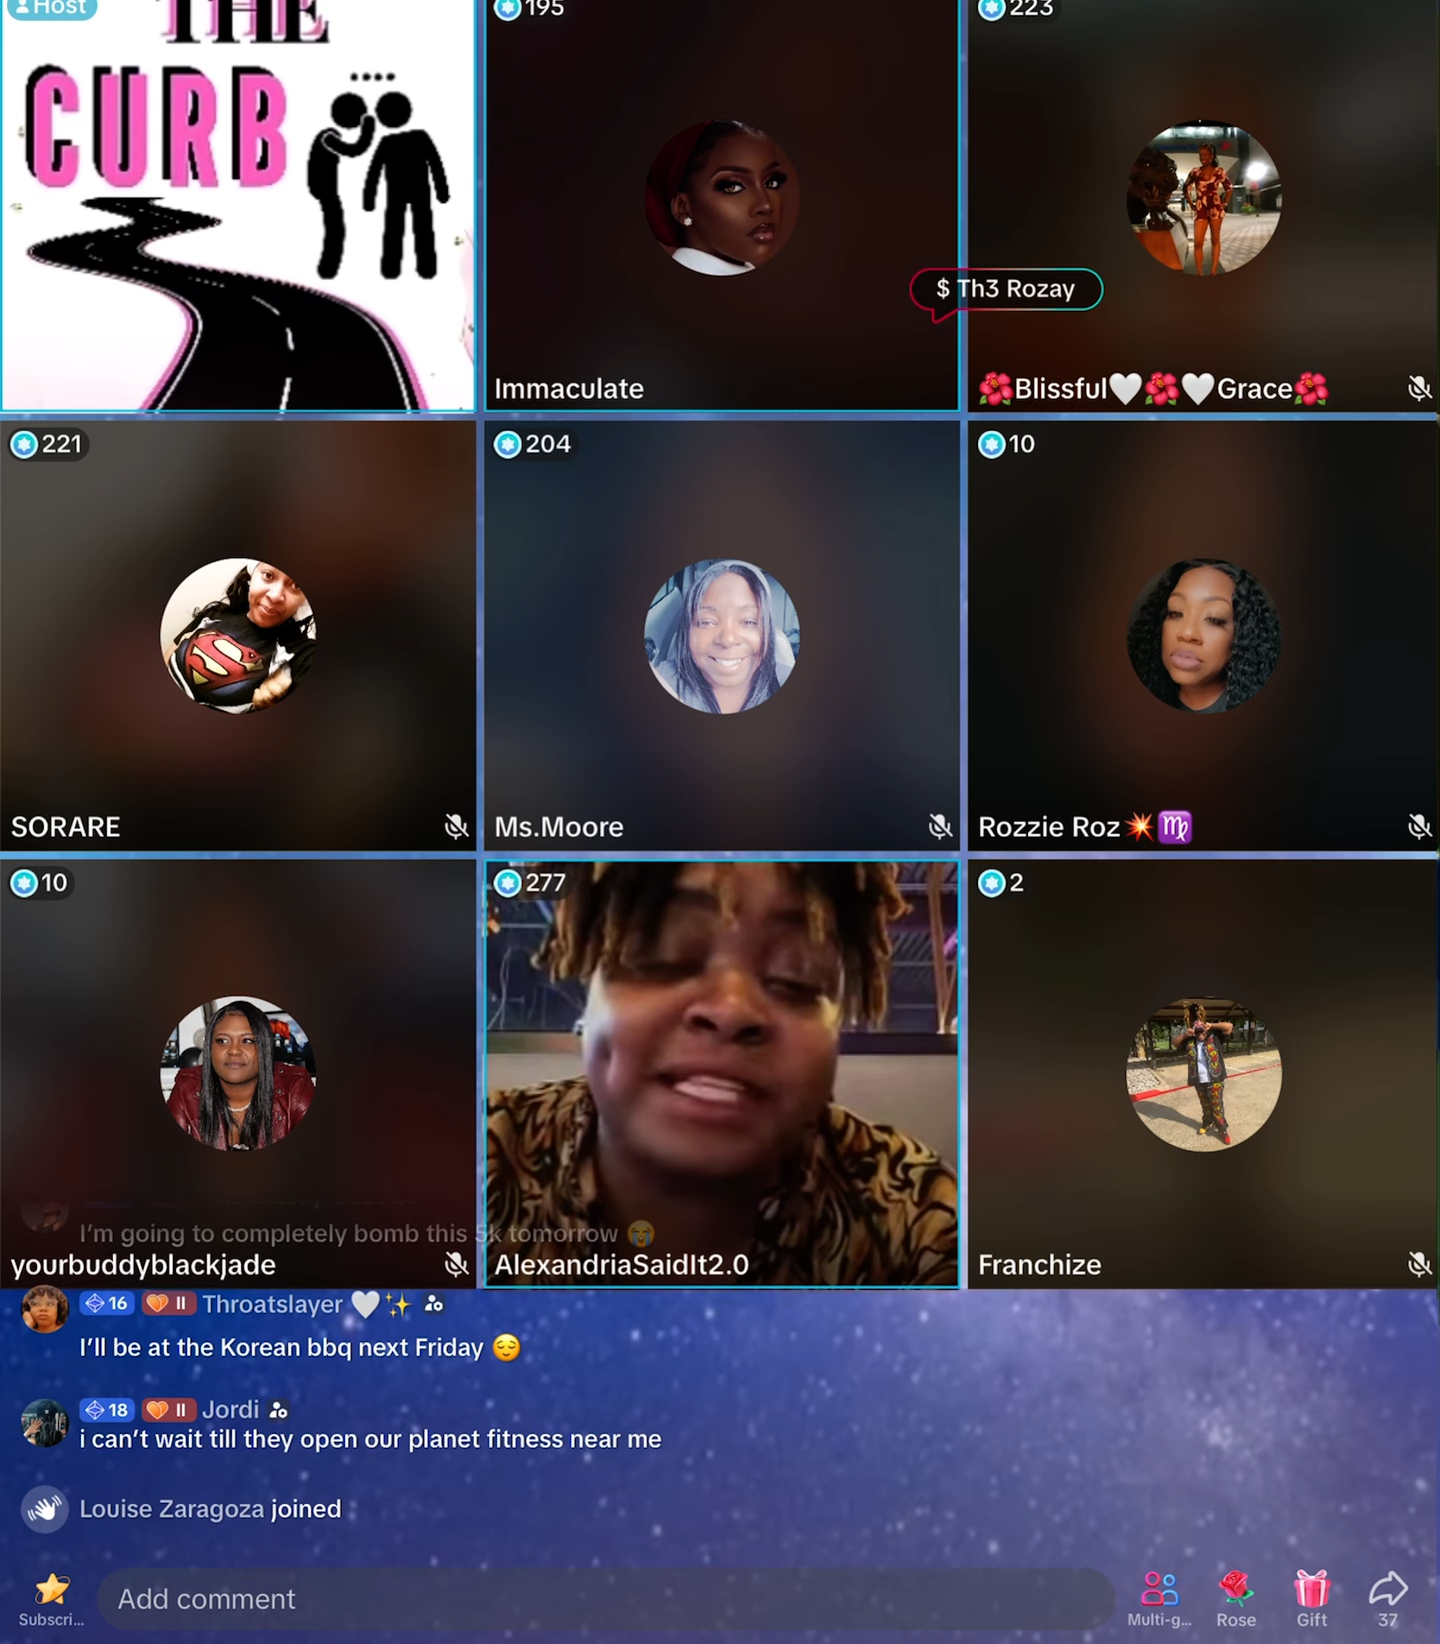 Host
THE
CURB
195
Immaculate
223
$ Th3 Rozay
🌺Blissful🤍🌺🤍Grace🌺
221
SORARE
204
Ms.Moore
10
Rozzie Roz💥♍
10
I'm going to completely bomb this 5k tomorrow 😭
yourbuddyblackjade
277
AlexandriaSaidIt2.0
2
Franchize
16 II Throatslayer 🤍✨
I'll be at the Korean bbq next Friday 😌
18 II Jordi
i can't wait till they open our planet fitness near me
Louise Zaragoza joined
Subscri...
Add comment
Multi-g...
Rose
Gift
37